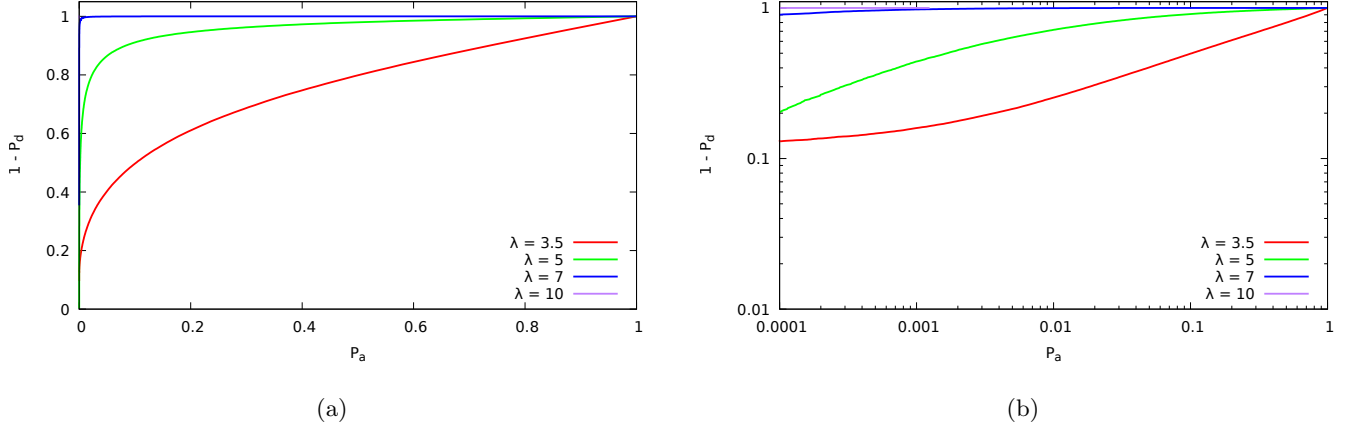 1
0.8
0.6
0.4
0.2
0
1 - P_d
0 0.2 0.4 0.6 0.8 1
P_a
λ = 3.5
λ = 5
λ = 7
λ = 10
(a)
1
0.1
0.01
1 - P_d
0.0001 0.001 0.01 0.1 1
P_a
λ = 3.5
λ = 5
λ = 7
λ = 10
(b)